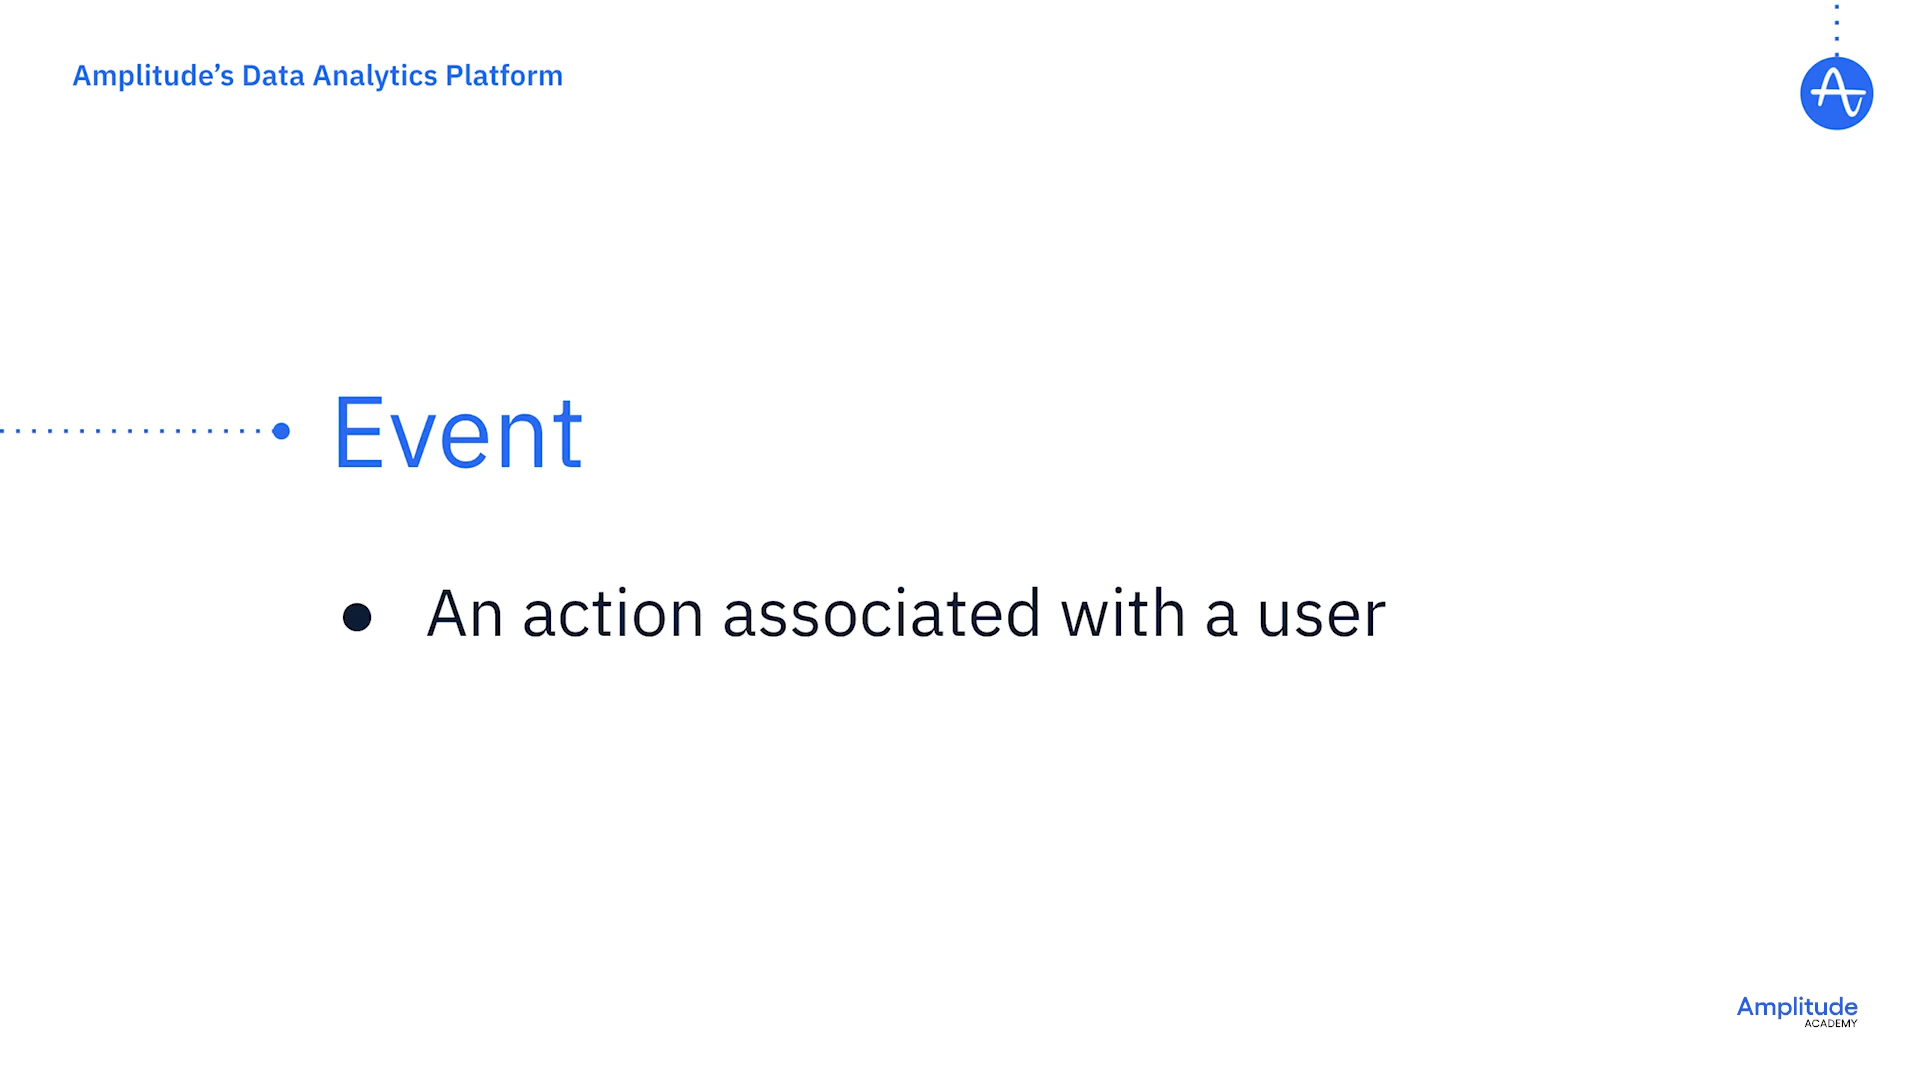 Amplitude’s Data Analytics Platform
Event
● An action associated with a user
Amplitude
ACADEMY